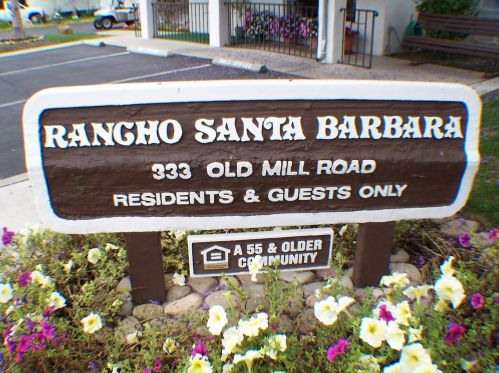 RANCHO SANTA BARBARA
333 OLD MILL ROAD
RESIDENTS & GUESTS ONLY
A 55 & OLDER
COMMUNITY